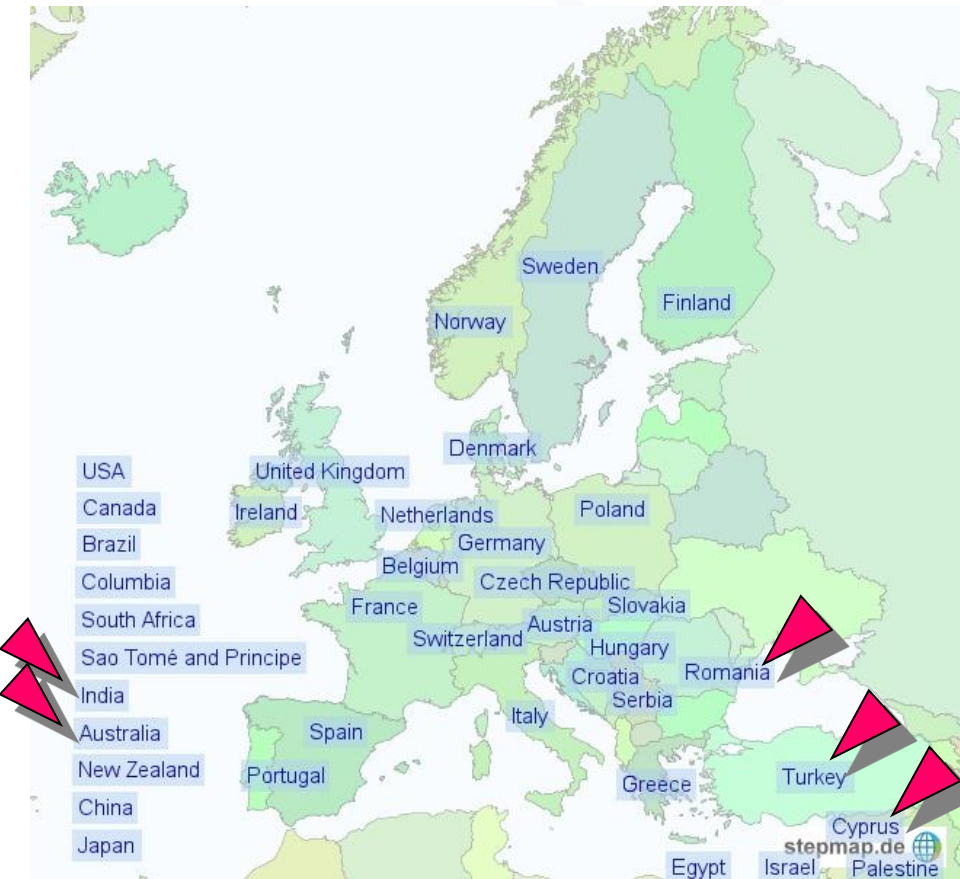 Sweden
Finland
Norway
Denmark
USA
United Kingdom
Canada
Ireland
Netherlands
Poland
Brazil
Germany
Belgium
Columbia
Czech Republic
France
Slovakia
South Africa
Switzerland
Austria
Hungary
Sao Tomé and Principe
Croatia
Romania
India
Serbia
Australia
Spain
Italy
New Zealand
Portugal
Greece
Turkey
China
Cyprus
Japan
stepmap.de
Egypt
Israel
Palestine